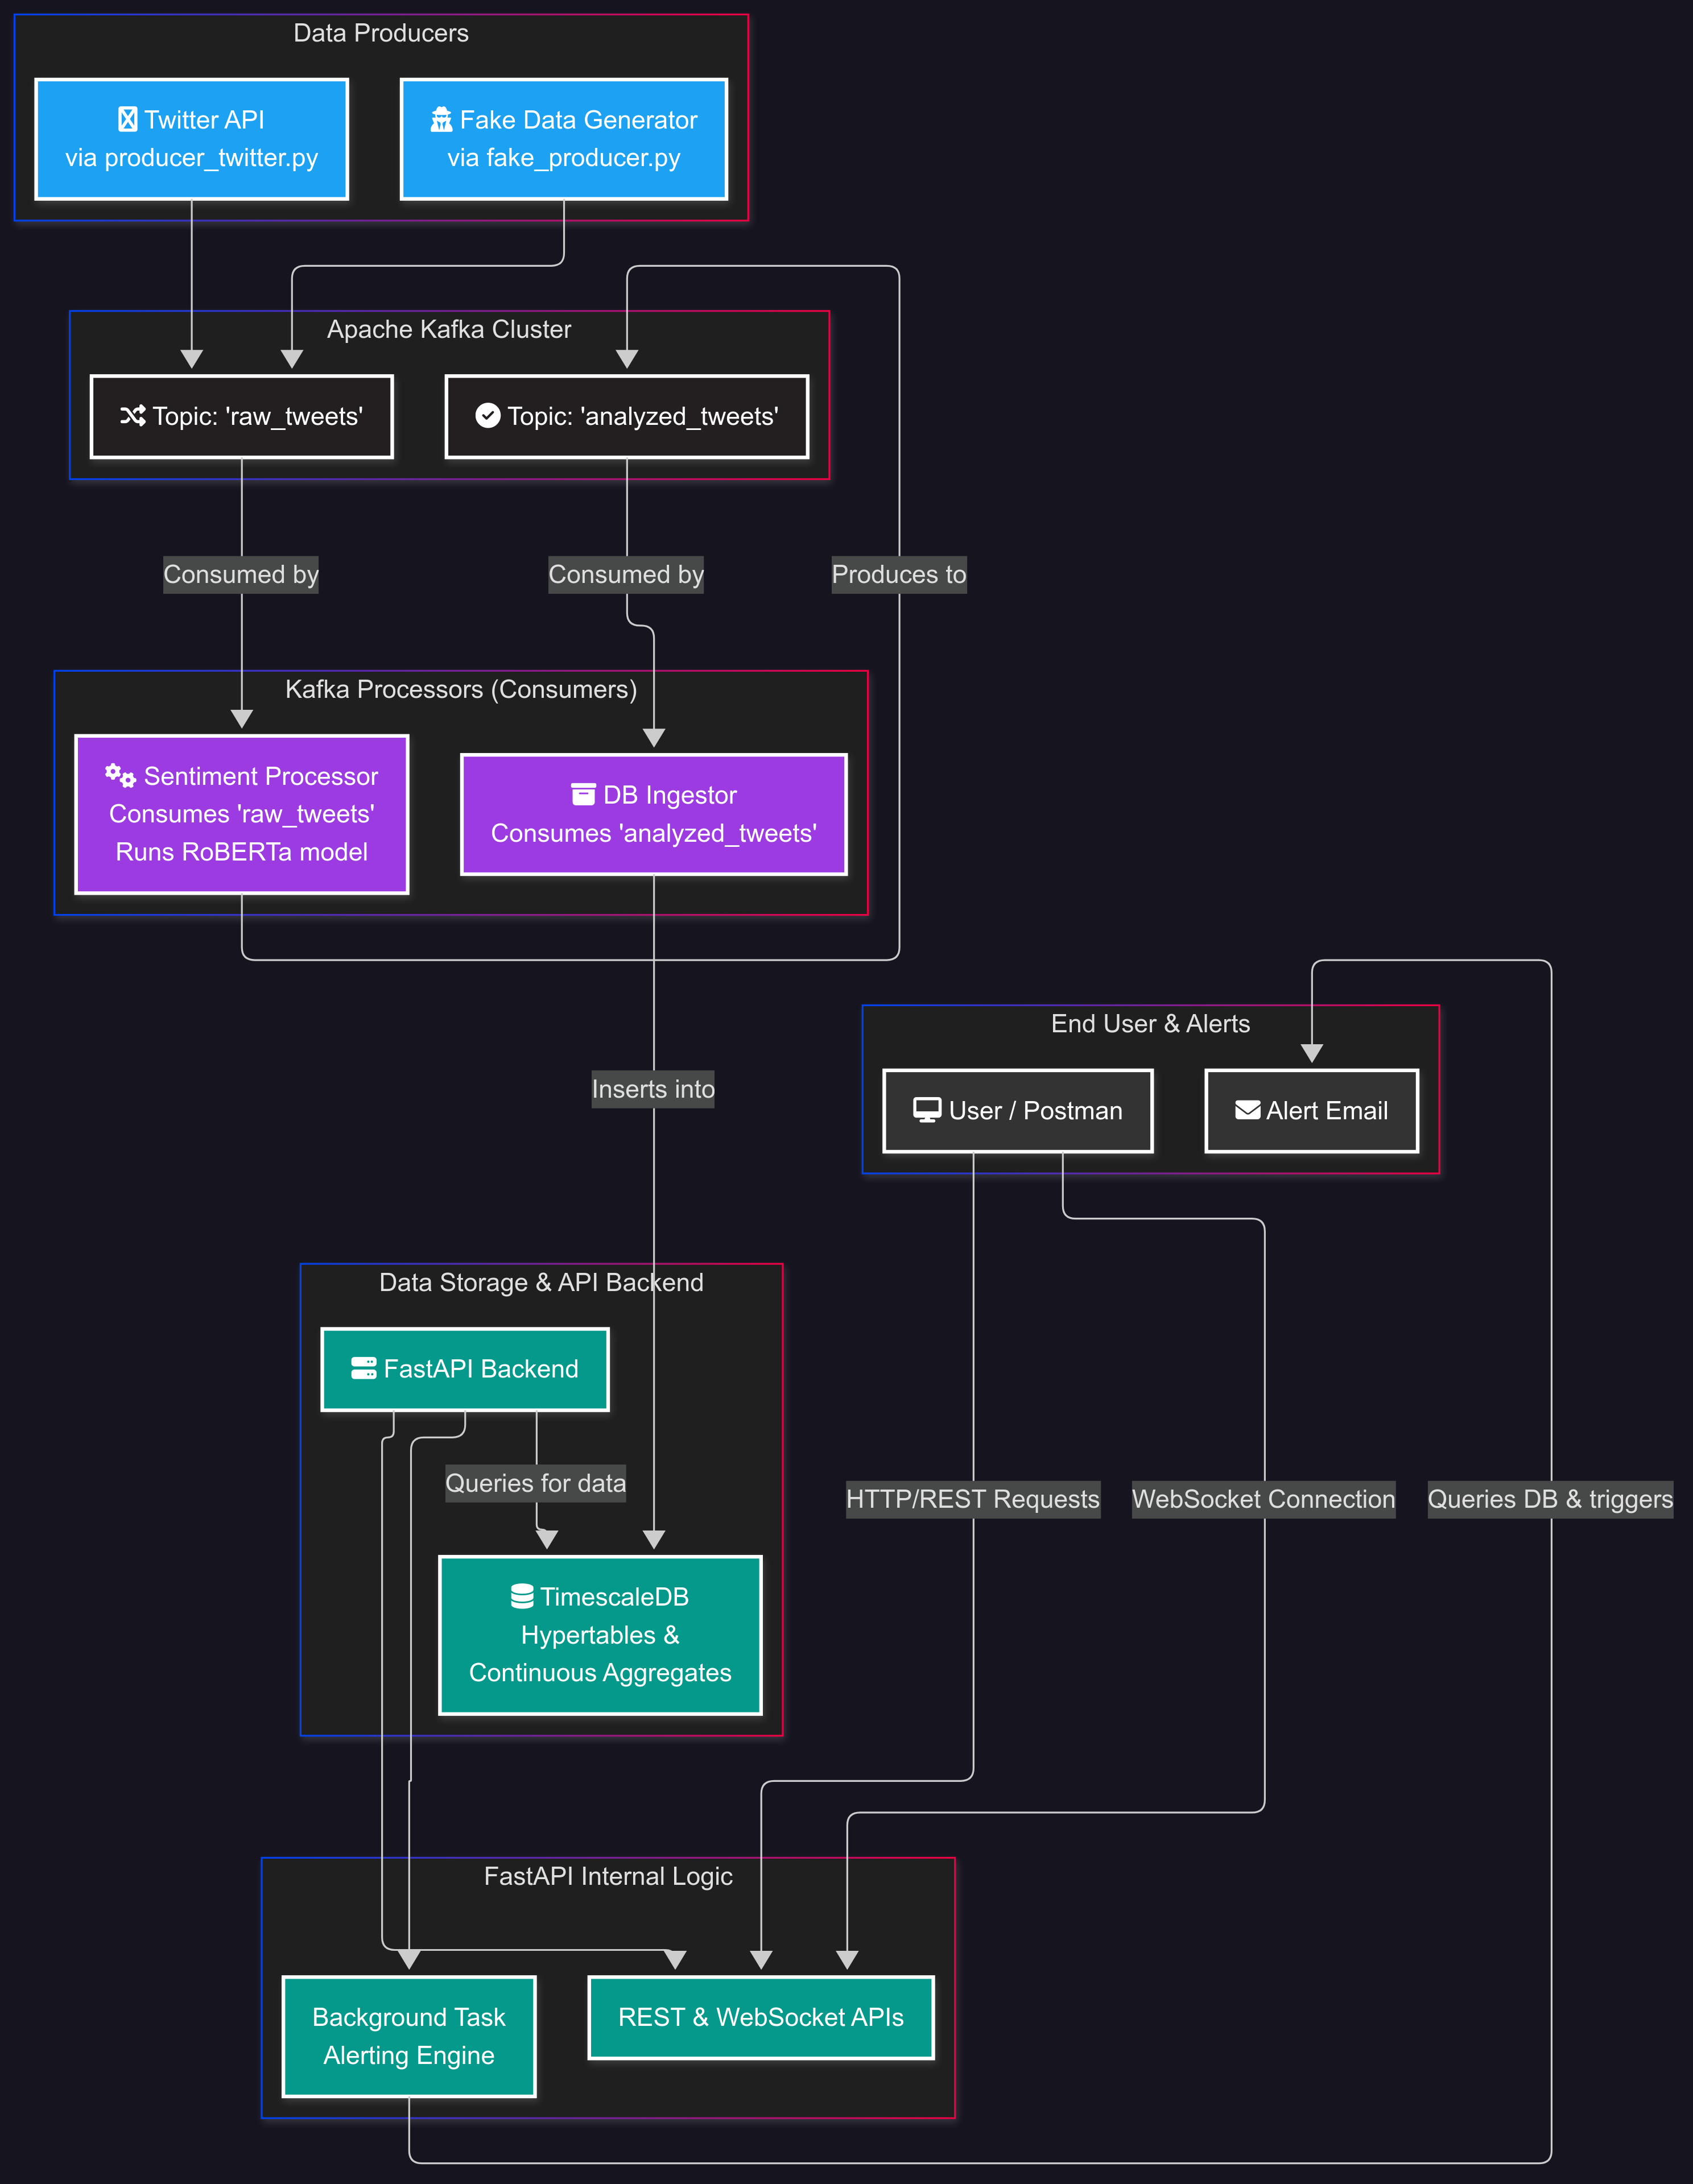 Data Producers
Twitter API
via producer_twitter.py
Fake Data Generator
via fake_producer.py
Apache Kafka Cluster
Topic: 'raw_tweets'
Topic: 'analyzed_tweets'
Consumed by
Consumed by
Produces to
Kafka Processors (Consumers)
Sentiment Processor
Consumes 'raw_tweets'
Runs RoBERTa model
DB Ingestor
Consumes 'analyzed_tweets'
Inserts into
End User & Alerts
User / Postman
Alert Email
Data Storage & API Backend
FastAPI Backend
Queries for data
HTTP/REST Requests
WebSocket Connection
Queries DB & triggers
TimescaleDB
Hypertables &
Continuous Aggregates
FastAPI Internal Logic
Background Task
Alerting Engine
REST & WebSocket APIs